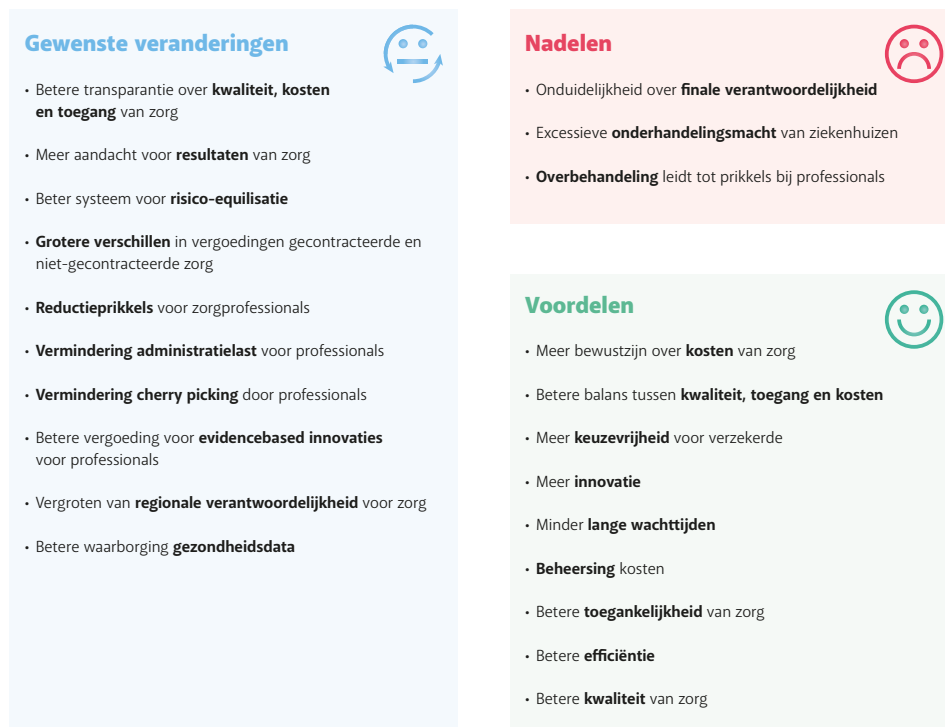 Gewenste veranderingen
• Betere transparantie over kwaliteit, kosten
en toegang van zorg
• Meer aandacht voor resultaten van zorg
• Beter systeem voor risico-equilisatie
• Grotere verschillen in vergoedingen gecontracteerde en
niet-gecontracteerde zorg
• Reductieprikkels voor zorgprofessionals
• Vermindering administratielast voor professionals
• Vermindering cherry picking door professionals
• Betere vergoeding voor evidencebased innovaties
voor professionals
• Vergroten van regionale verantwoordelijkheid voor zorg
• Betere waarborging gezondheidsdata
Nadelen
• Onduidelijkheid over finale verantwoordelijkheid
• Excessieve onderhandelingsmacht van ziekenhuizen
• Overbehandeling leidt tot prikkels bij professionals
Voordelen
• Meer bewustzijn over kosten van zorg
• Betere balans tussen kwaliteit, toegang en kosten
• Meer keuzevrijheid voor verzekerde
• Meer innovatie
• Minder lange wachttijden
• Beheersing kosten
• Betere toegankelijkheid van zorg
• Betere efficiëntie
• Betere kwaliteit van zorg